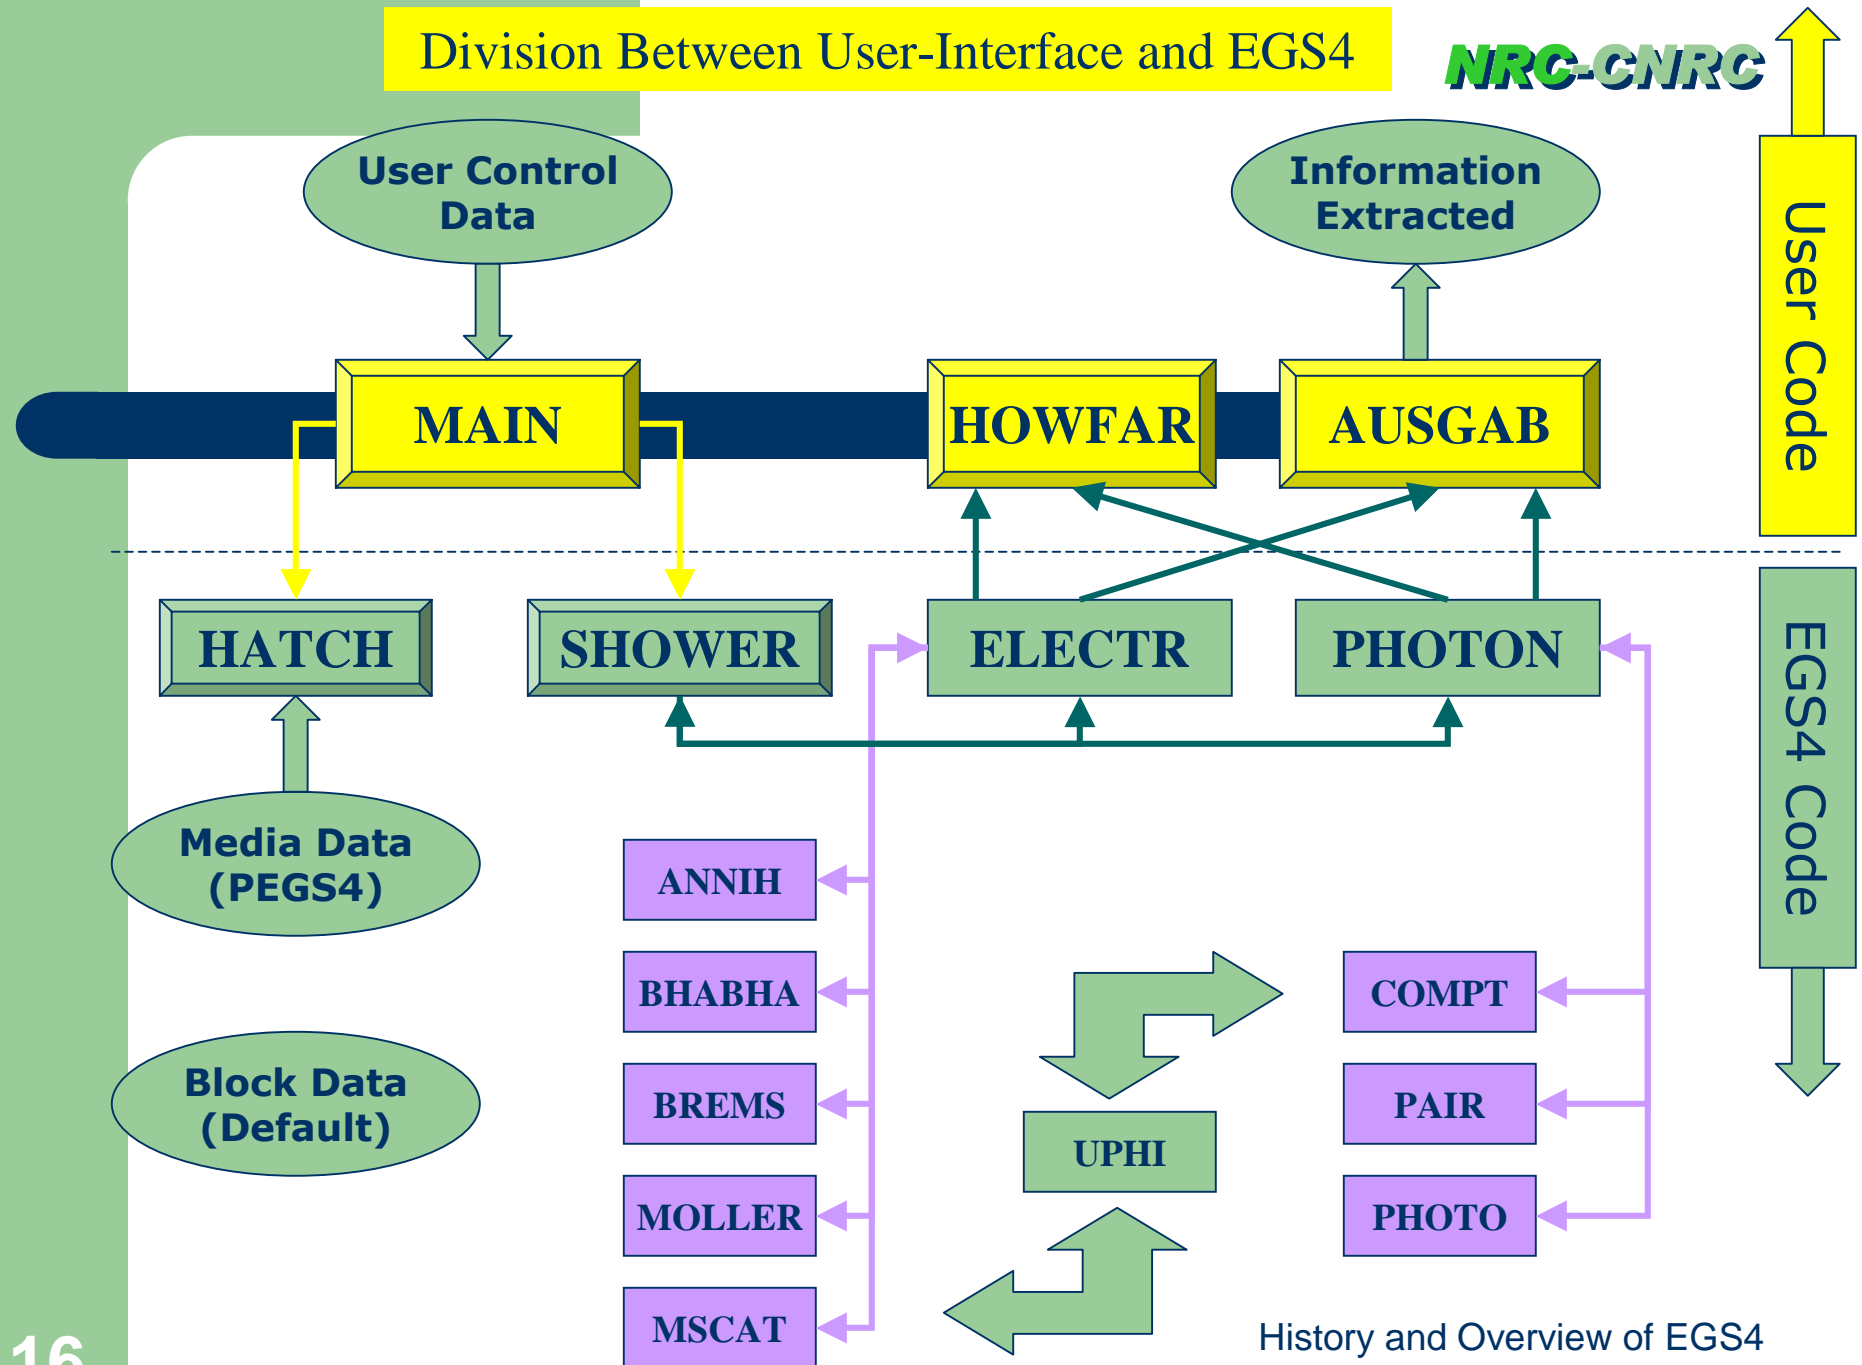 Division Between User-Interface and EGS4
NRC-CNRC
User Control
Data
Information
Extracted
User Code
MAIN
HOWFAR
AUSGAB
HATCH
SHOWER
ELECTR
PHOTON
EGS4 Code
Media Data
(PEGS4)
ANNIH
BHABHA
COMPT
Block Data
(Default)
BREMS
PAIR
UPHI
MOLLER
PHOTO
MSCAT
History and Overview of EGS4
16